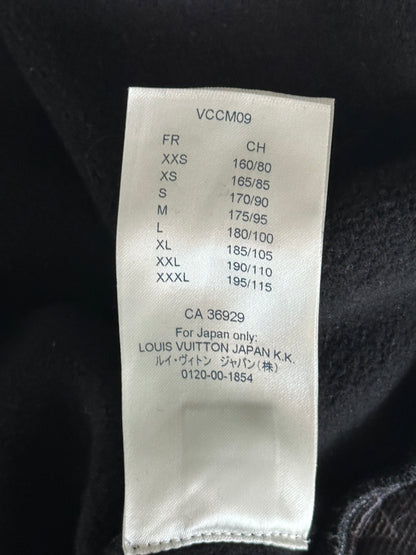 VCCM09
FR CH
XXS 160/80
XS 165/85
S 170/90
M 175/95
L 180/100
XL 185/105
XXL 190/110
XXXL 195/115
CA 36929
For Japan only:
LOUIS VUITTON JAPAN K.K.
ルイ・ヴィトン ジャパン(株)
0120-00-1854